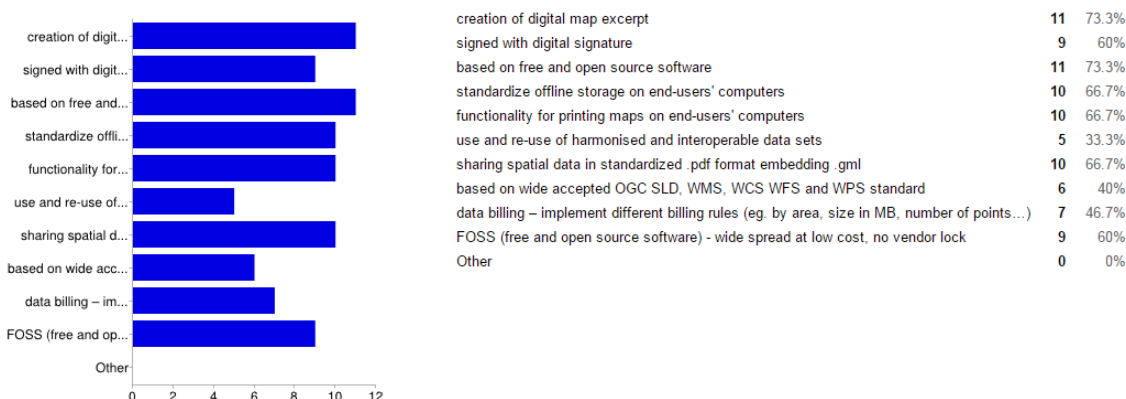 creation of digit...
signed with digit...
based on free and...
standardize offli...
functionality for...
use and re-use of...
sharing spatial d...
based on wide acc...
data billing – im...
FOSS (free and op...
Other
0 2 4 6 8 10 12
creation of digital map excerpt 11 73.3%
signed with digital signature 9 60%
based on free and open source software 11 73.3%
standardize offline storage on end-users' computers 10 66.7%
functionality for printing maps on end-users' computers 10 66.7%
use and re-use of harmonised and interoperable data sets 5 33.3%
sharing spatial data in standardized .pdf format embedding .gml 10 66.7%
based on wide accepted OGC SLD, WMS, WCS WFS and WPS standard 6 40%
data billing – implement different billing rules (eg. by area, size in MB, number of points…) 7 46.7%
FOSS (free and open source software) - wide spread at low cost, no vendor lock 9 60%
Other 0 0%